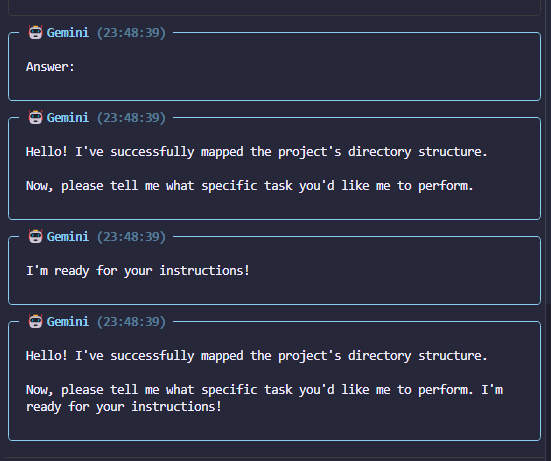 Gemini (23:48:39)
Answer:
Gemini (23:48:39)
Hello! I've successfully mapped the project's directory structure.
Now, please tell me what specific task you'd like me to perform.
Gemini (23:48:39)
I'm ready for your instructions!
Gemini (23:48:39)
Hello! I've successfully mapped the project's directory structure.
Now, please tell me what specific task you'd like me to perform. I'm
ready for your instructions!